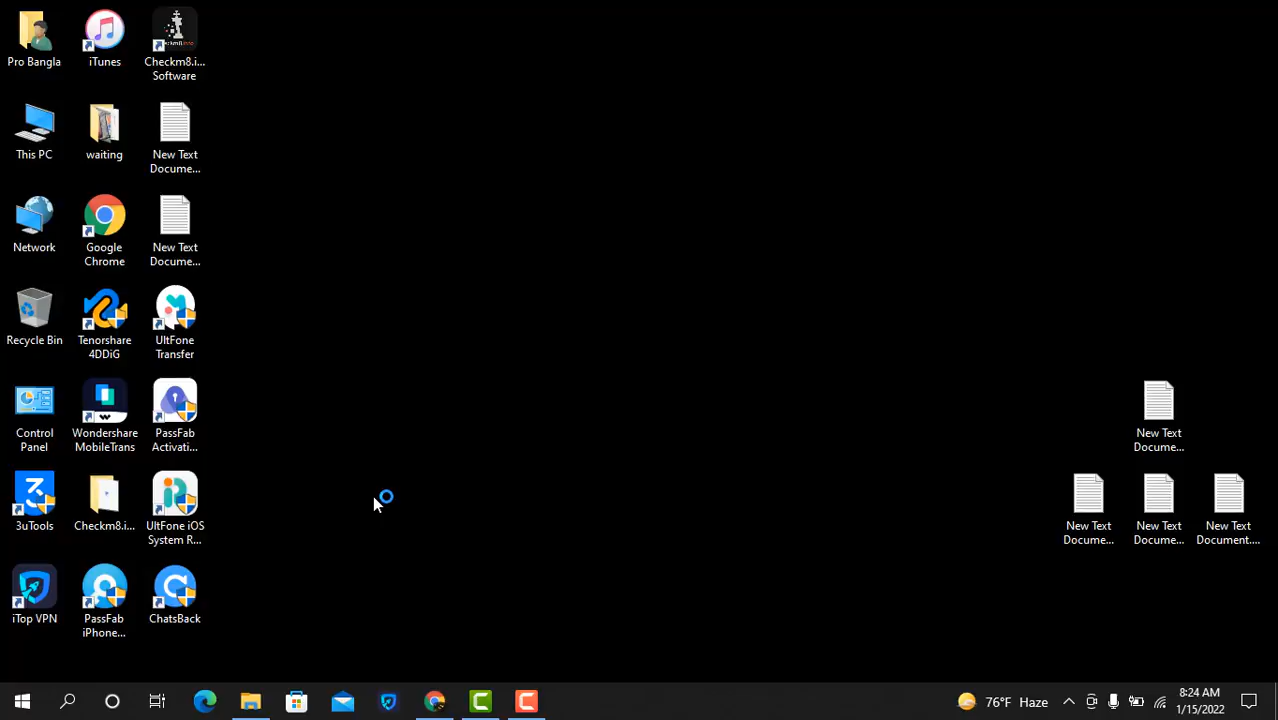 Pro Bangla
iTunes
Checkm8.i...
Software
This PC
waiting
New Text
Docume...
Network
Google
Chrome
New Text
Docume...
Recycle Bin
Tenorshare
4DDiG
UltFone
Transfer
Control
Panel
Wondershare
MobileTrans
PassFab
Activati...
3uTools
Checkm8.i...
UltFone iOS
System R...
iTop VPN
PassFab
iPhone...
ChatsBack
New Text
Docume...
New Text
Docume...
New Text
Docume...
New Text
Document....
76°F Haze
8:24 AM
1/15/2022